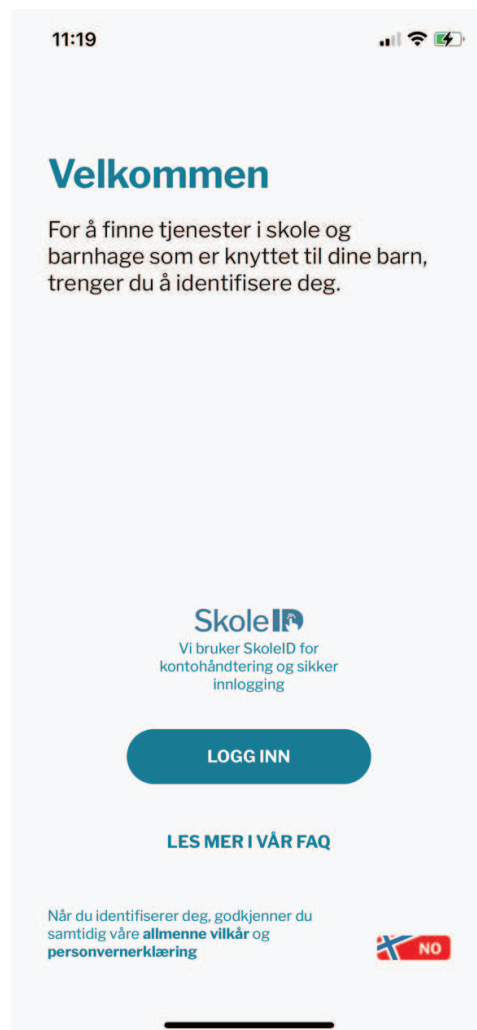 11:19
Velkommen
For å finne tjenester i skole og
barnhage som er knyttet til dine barn,
trenger du å identifisere deg.
SkoleID
Vi bruker SkoleID for
kontohåndtering og sikker
innlogging
LOGG INN
LES MER I VÅR FAQ
Når du identifiserer deg, godkjenner du
samtidig våre allmenne vilkår og
personvernerklæring
NO